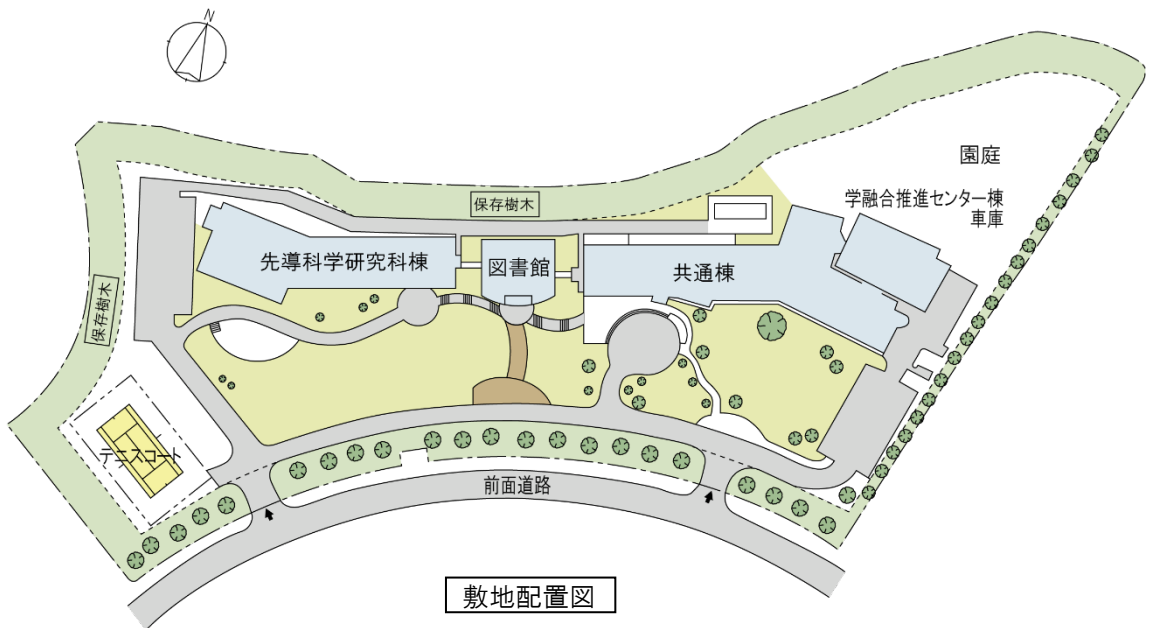 N
園庭
学融合推進センター棟
車庫
保存樹木
先導科学研究科棟
図書館
共通棟
保存樹木
テニスコート
前面道路
敷地配置図